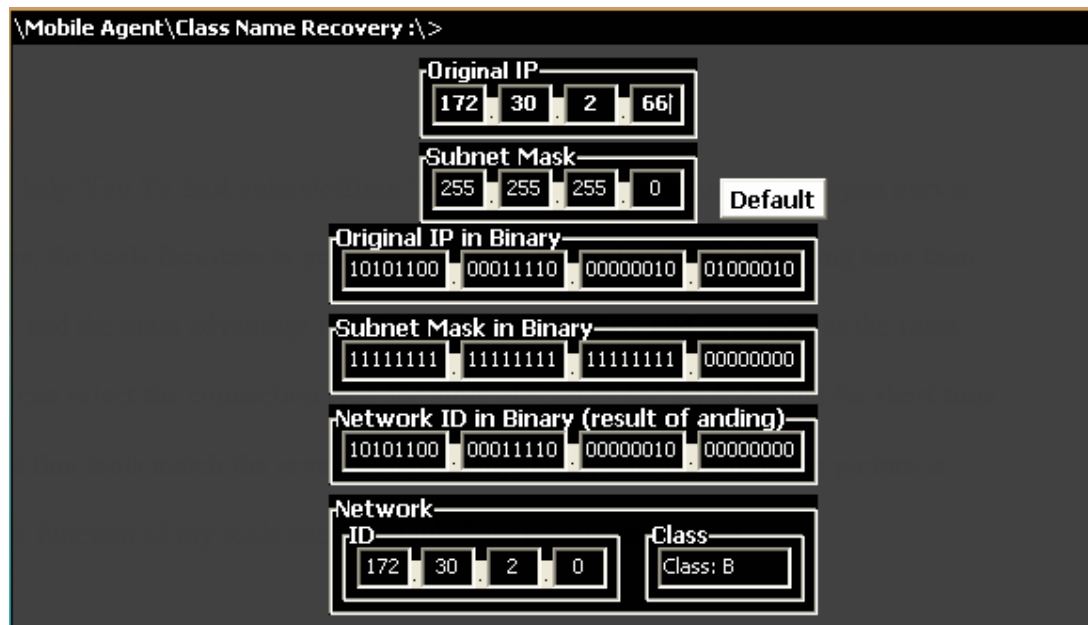 \Mobile Agent\Class Name Recovery :\>
Original IP
172 . 30 . 2 . 66
Subnet Mask
255 . 255 . 255 . 0
Default
Original IP in Binary
10101100 . 00011110 . 00000010 . 01000010
Subnet Mask in Binary
11111111 . 11111111 . 11111111 . 00000000
Network ID in Binary (result of anding)
10101100 . 00011110 . 00000010 . 00000000
Network
ID
172 . 30 . 2 . 0
Class
Class: B